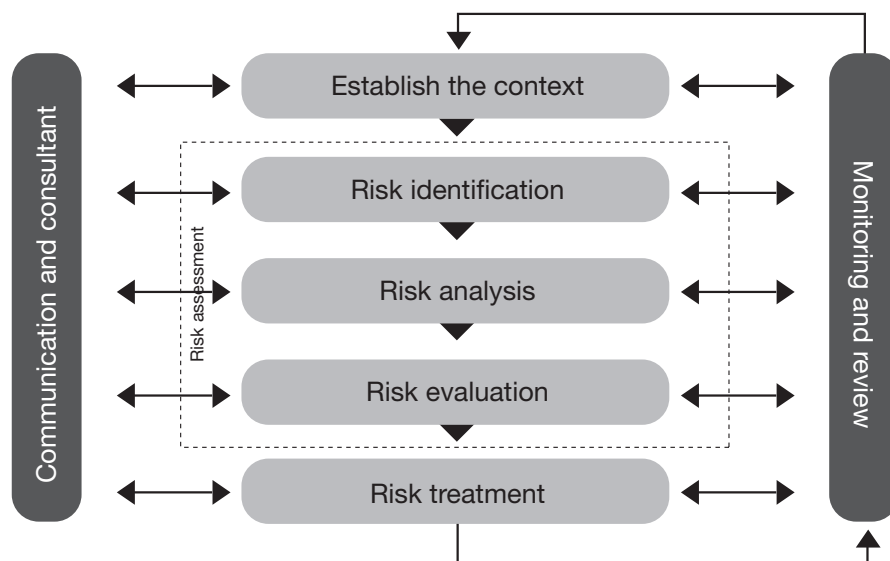 Communication and consultant
Establish the context
Risk assessment
Risk identification
Risk analysis
Risk evaluation
Risk treatment
Monitoring and review